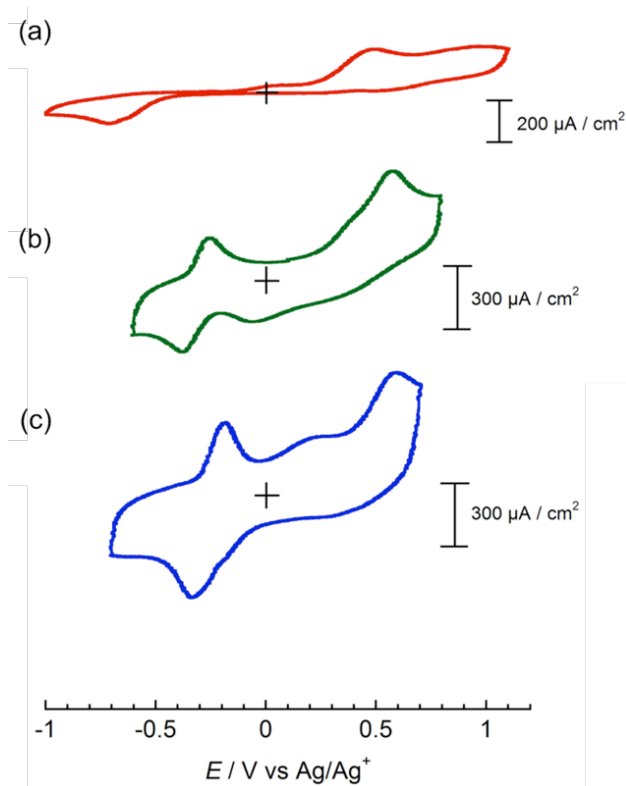 (a)
200 μA / cm²
(b)
300 μA / cm²
(c)
300 μA / cm²
-1 -0.5 0 0.5 1
E / V vs Ag/Ag⁺